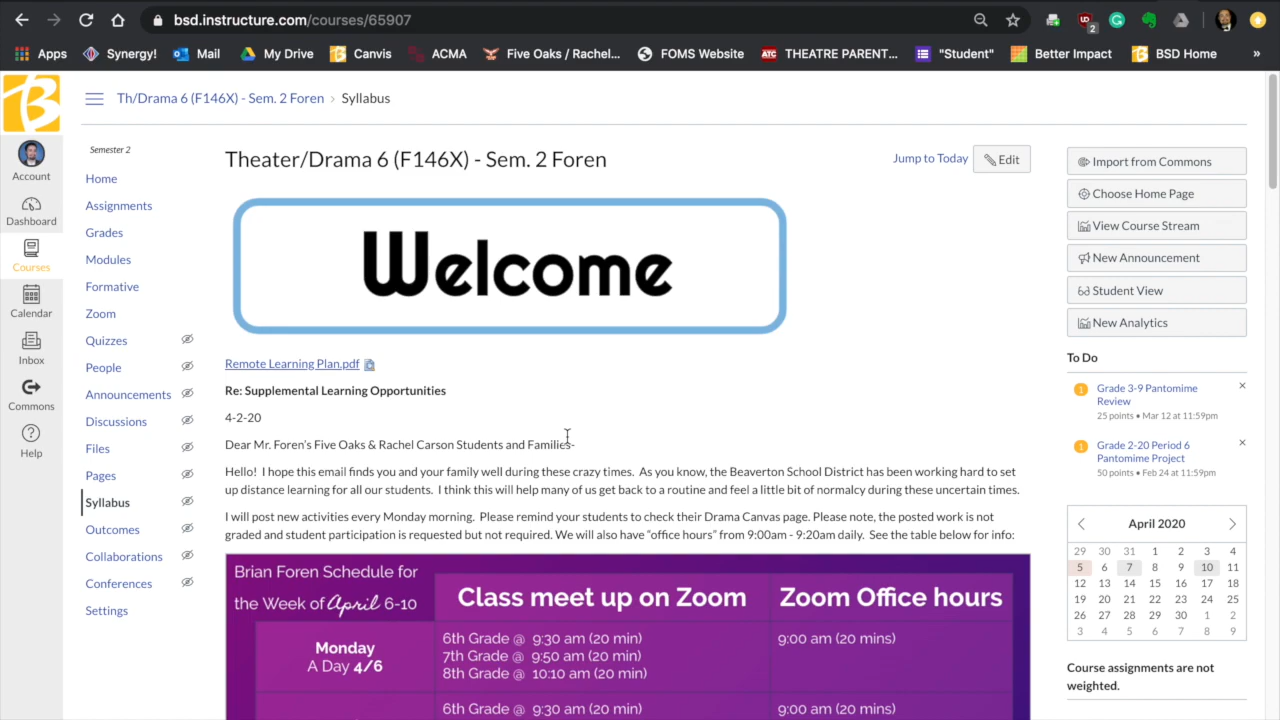 bsd.instructure.com/courses/65907
2
Apps
Synergy!
Mail
My Drive
Canvis
ACMA
Five Oaks / Rachel...
FOMS Website
ATC
THEATRE PARENT...
"Student"
Better Impact
BSD Home
»
B
Th/Drama 6 (F146X) - Sem. 2 Foren › Syllabus
Account
Dashboard
Courses
Calendar
Inbox
Commons
Help
Semester 2
Home
Assignments
Grades
Modules
Formative
Zoom
Quizzes
People
Announcements
Discussions
Files
Pages
Syllabus
Outcomes
Collaborations
Conferences
Settings
Theater/Drama 6 (F146X) - Sem. 2 Foren
Jump to Today
Edit
Welcome
Remote Learning Plan.pdf
Re: Supplemental Learning Opportunities
4-2-20
Dear Mr. Foren's Five Oaks & Rachel Carson Students and Families-
Hello! I hope this email finds you and your family well during these crazy times. As you know, the Beaverton School District has been working hard to set
up distance learning for all our students. I think this will help many of us get back to a routine and feel a little bit of normalcy during these uncertain times.
I will post new activities every Monday morning. Please remind your students to check their Drama Canvas page. Please note, the posted work is not
graded and student participation is requested but not required. We will also have "office hours" from 9:00am - 9:20am daily. See the table below for info:
Brian Foren Schedule for
the Week of April 6-10
Class meet up on Zoom
Zoom Office hours
Monday
A Day 4/6
6th Grade @ 9:30 am (20 min)
7th Grade @ 9:50 am (20 min)
8th Grade @ 10:10 am (20 min)
9:00 am (20 mins)
6th Grade @ 9:30 am (20 min)
9:00 am (20 mins)
Import from Commons
Choose Home Page
View Course Stream
New Announcement
Student View
New Analytics
To Do
1
Grade 3-9 Pantomime
Review
25 points • Mar 12 at 11:59pm
1
Grade 2-20 Period 6
Pantomime Project
50 points • Feb 24 at 11:59pm
April 2020
29 30 31 1 2 3 4
5 6 7 8 9 10 11
12 13 14 15 16 17 18
19 20 21 22 23 24 25
26 27 28 29 30 1 2
3 4 5 6 7 8 9
Course assignments are not
weighted.